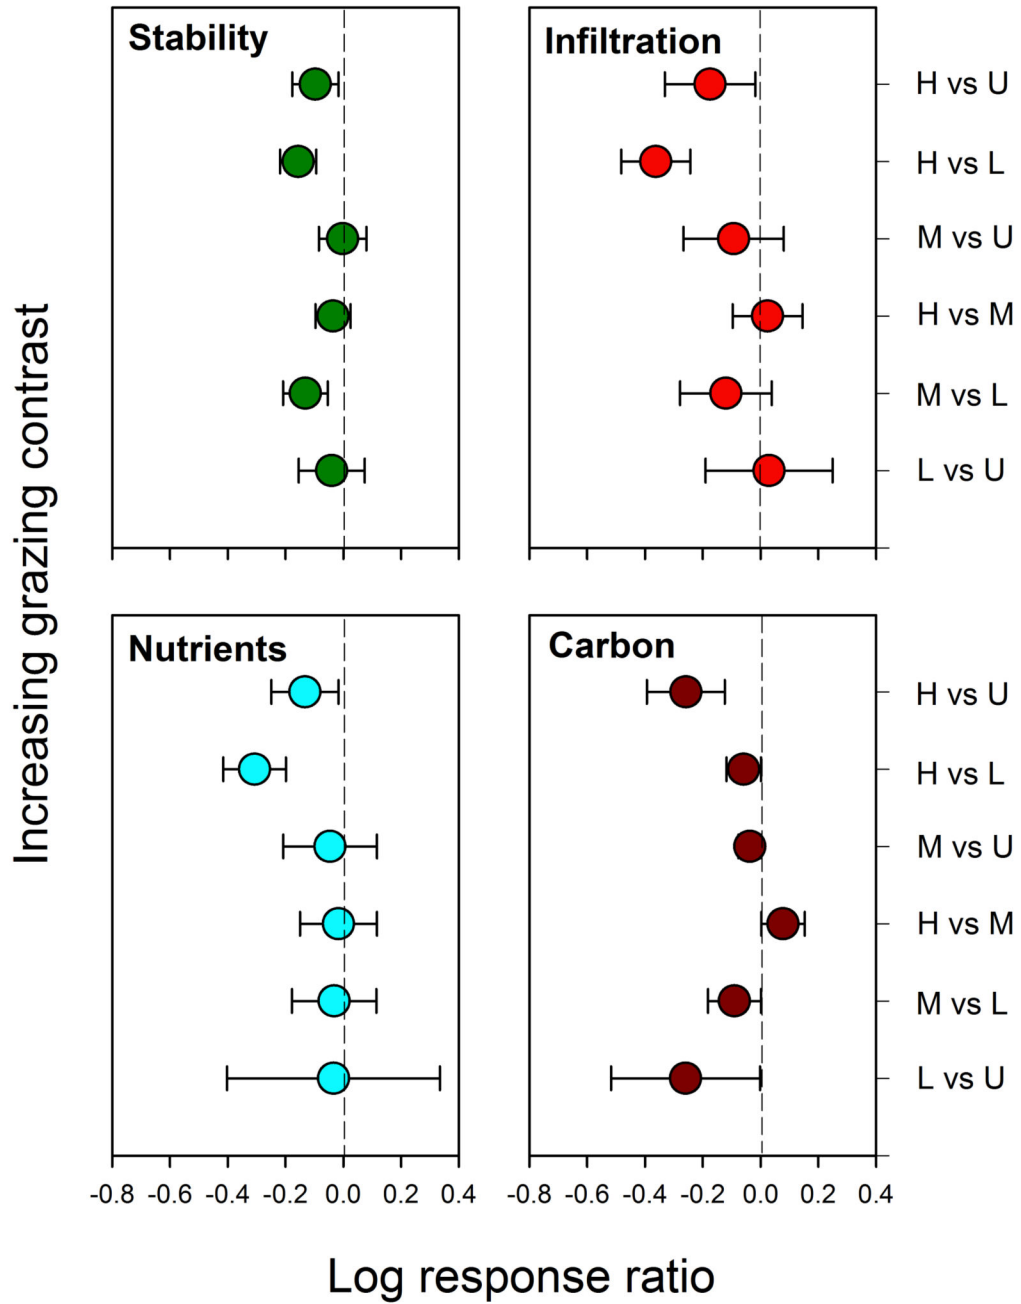 Stability
Infiltration
H vs U
H vs L
M vs U
H vs M
M vs L
L vs U
Increasing grazing contrast
Nutrients
Carbon
H vs U
H vs L
M vs U
H vs M
M vs L
L vs U
-0.8 -0.6 -0.4 -0.2 0.0 0.2 0.4
-0.8 -0.6 -0.4 -0.2 0.0 0.2 0.4
Log response ratio